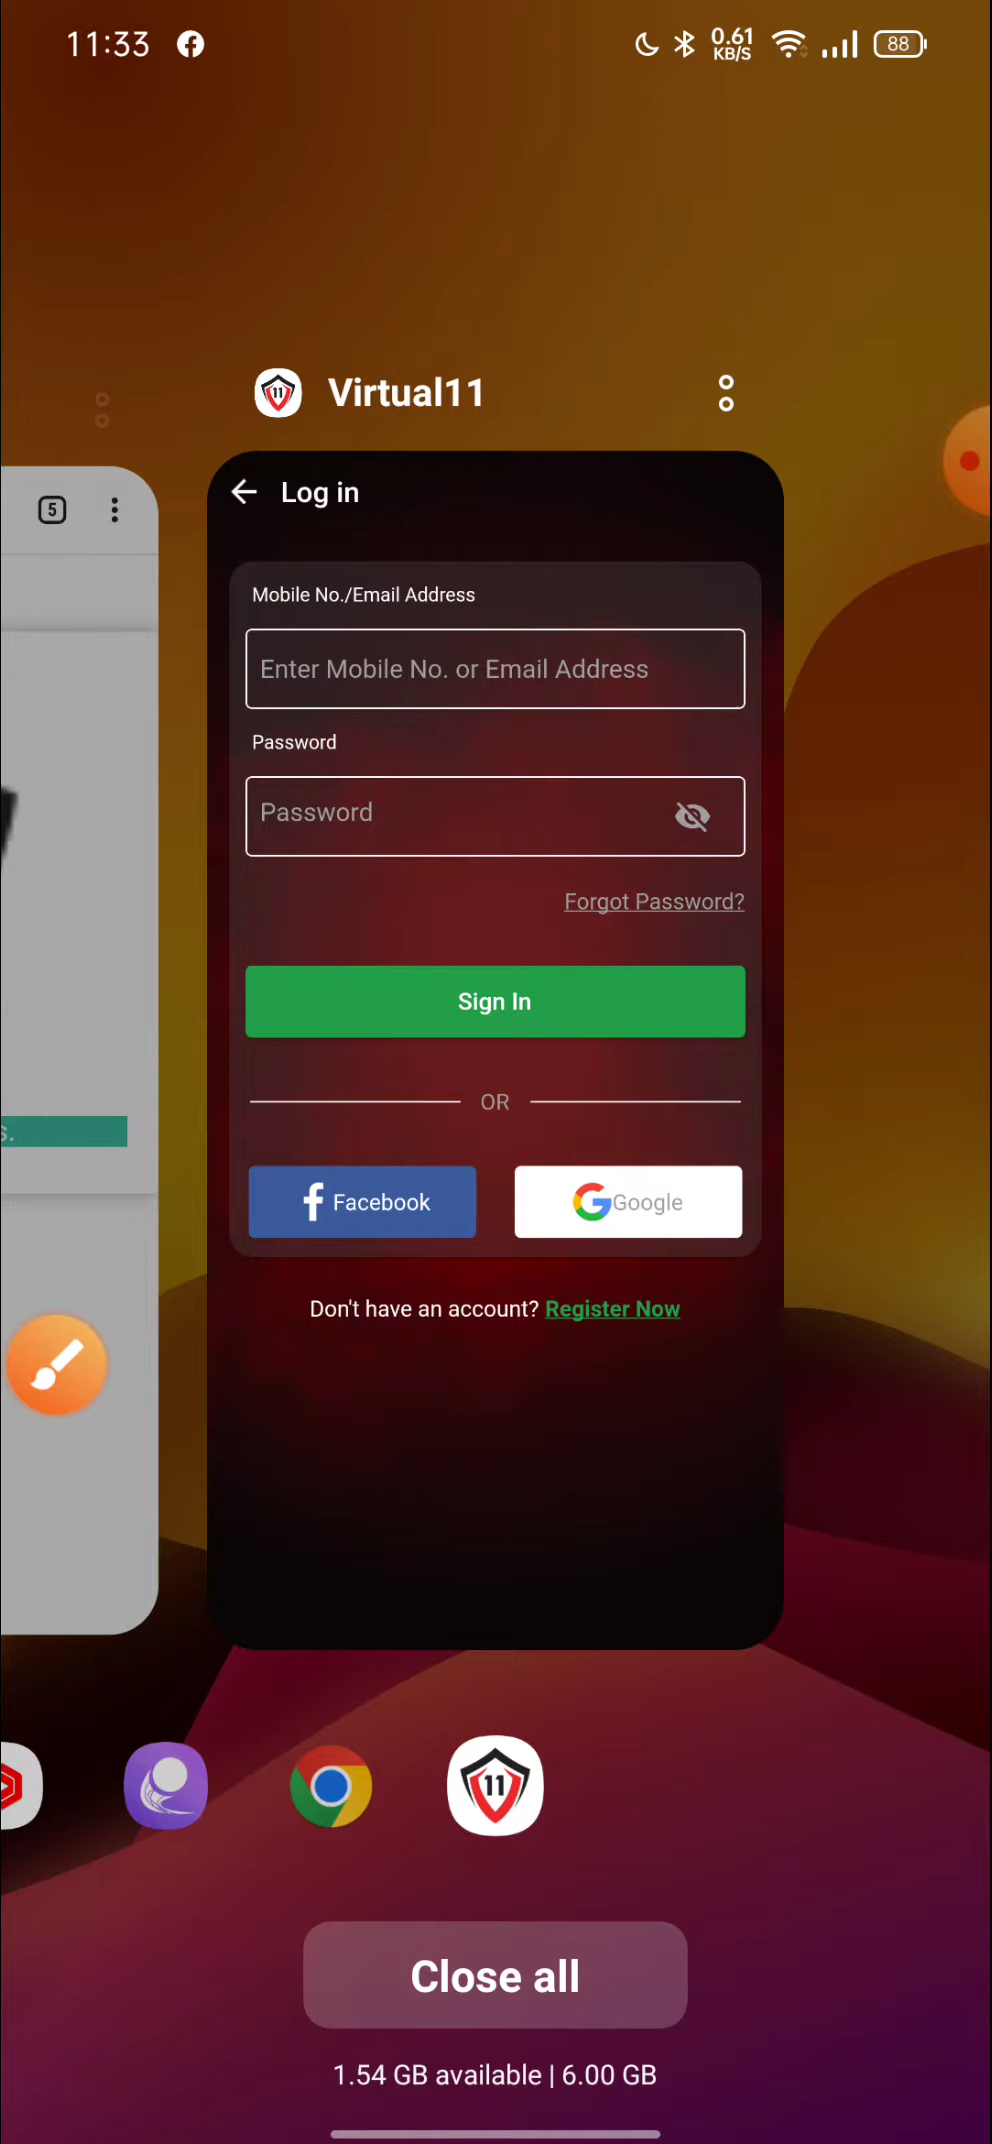 11:33
0.61
KB/S
88
Virtual11
5
Log in
Mobile No./Email Address
Enter Mobile No. or Email Address
Password
Password
Forgot Password?
Sign In
s.
OR
Facebook
Google
Don't have an account? Register Now
11
Close all
1.54 GB available | 6.00 GB